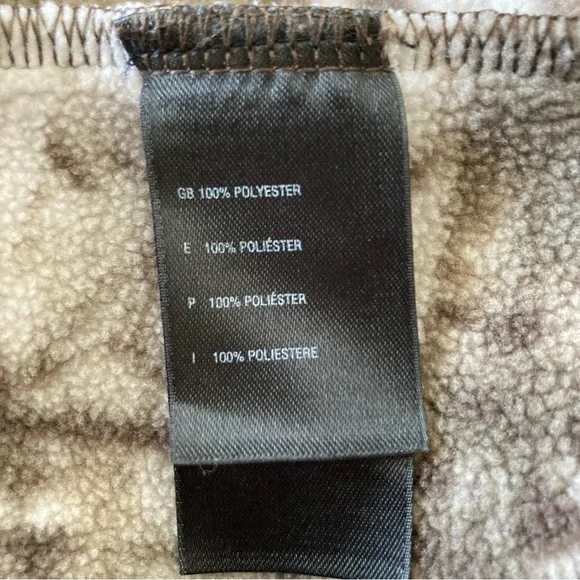 GB 100% POLYESTER
E 100% POLIÉSTER
P 100% POLIÉSTER
I 100% POLIESTERE